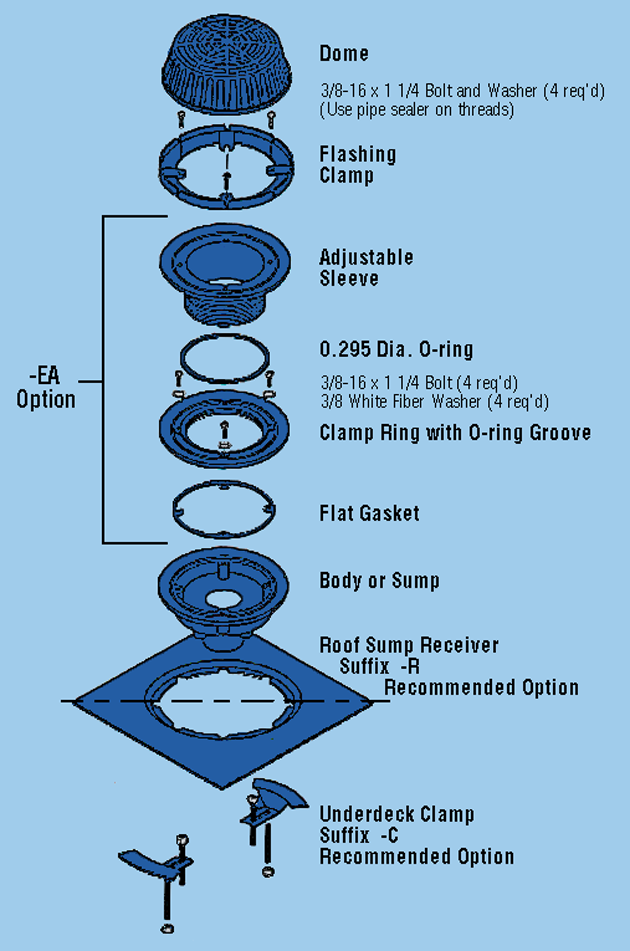 Dome
3/8-16 x 1 1/4 Bolt and Washer (4 req'd)
(Use pipe sealer on threads)
Flashing
Clamp
Adjustable
Sleeve
0.295 Dia. O-ring
-EA
Option
3/8-16 x 1 1/4 Bolt (4 req'd)
3/8 White Fiber Washer (4 req'd)
Clamp Ring with O-ring Groove
Flat Gasket
Body or Sump
Roof Sump Receiver
Suffix -R
Recommended Option
Underdeck Clamp
Suffix -C
Recommended Option